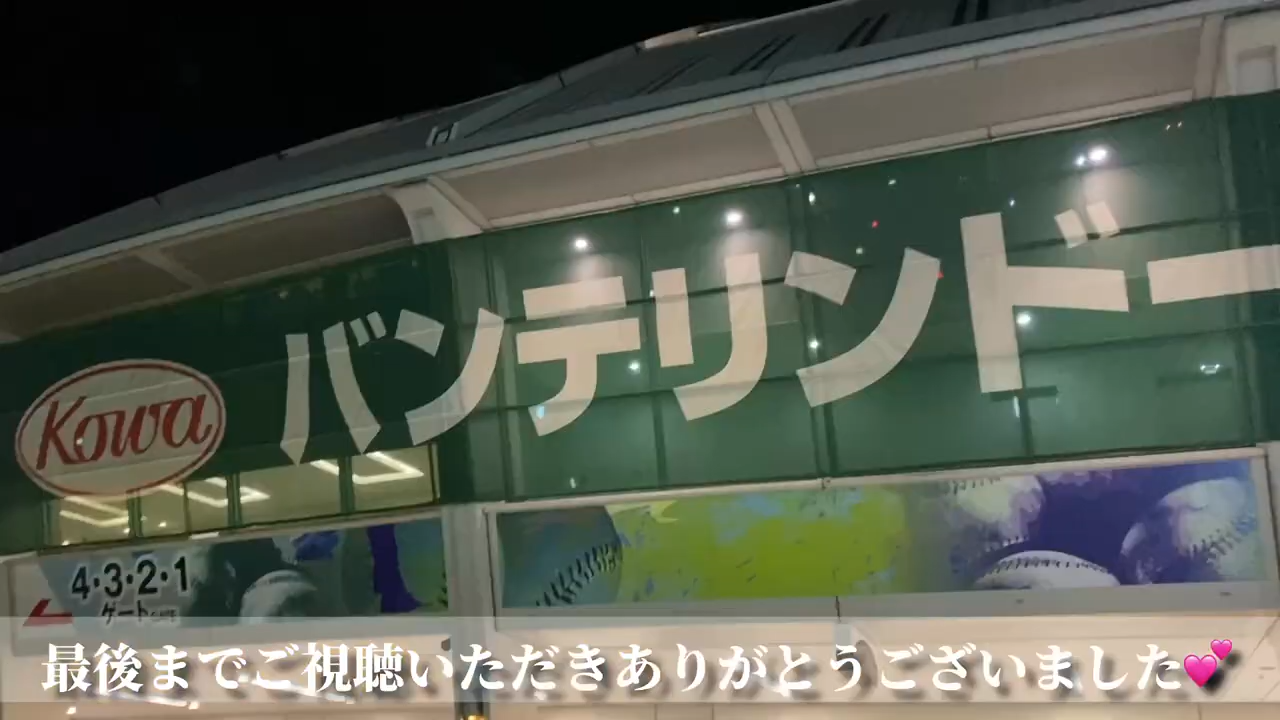 バンテリンドー
Kowa
4・3・2・1
ゲート
最後までご視聴いただきありがとうございました💕